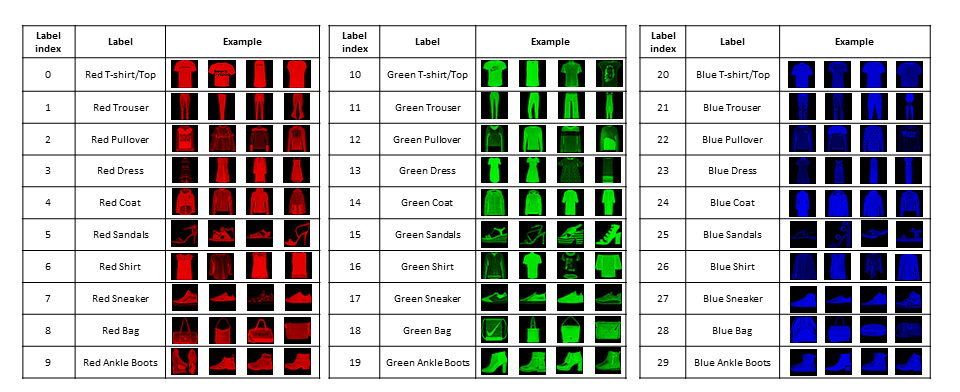 Label index Label Example
0 Red T-shirt/Top
1 Red Trouser
2 Red Pullover
3 Red Dress
4 Red Coat
5 Red Sandals
6 Red Shirt
7 Red Sneaker
8 Red Bag
9 Red Ankle Boots
Label index Label Example
10 Green T-shirt/Top
11 Green Trouser
12 Green Pullover
13 Green Dress
14 Green Coat
15 Green Sandals
16 Green Shirt
17 Green Sneaker
18 Green Bag
19 Green Ankle Boots
Label index Label Example
20 Blue T-shirt/Top
21 Blue Trouser
22 Blue Pullover
23 Blue Dress
24 Blue Coat
25 Blue Sandals
26 Blue Shirt
27 Blue Sneaker
28 Blue Bag
29 Blue Ankle Boots